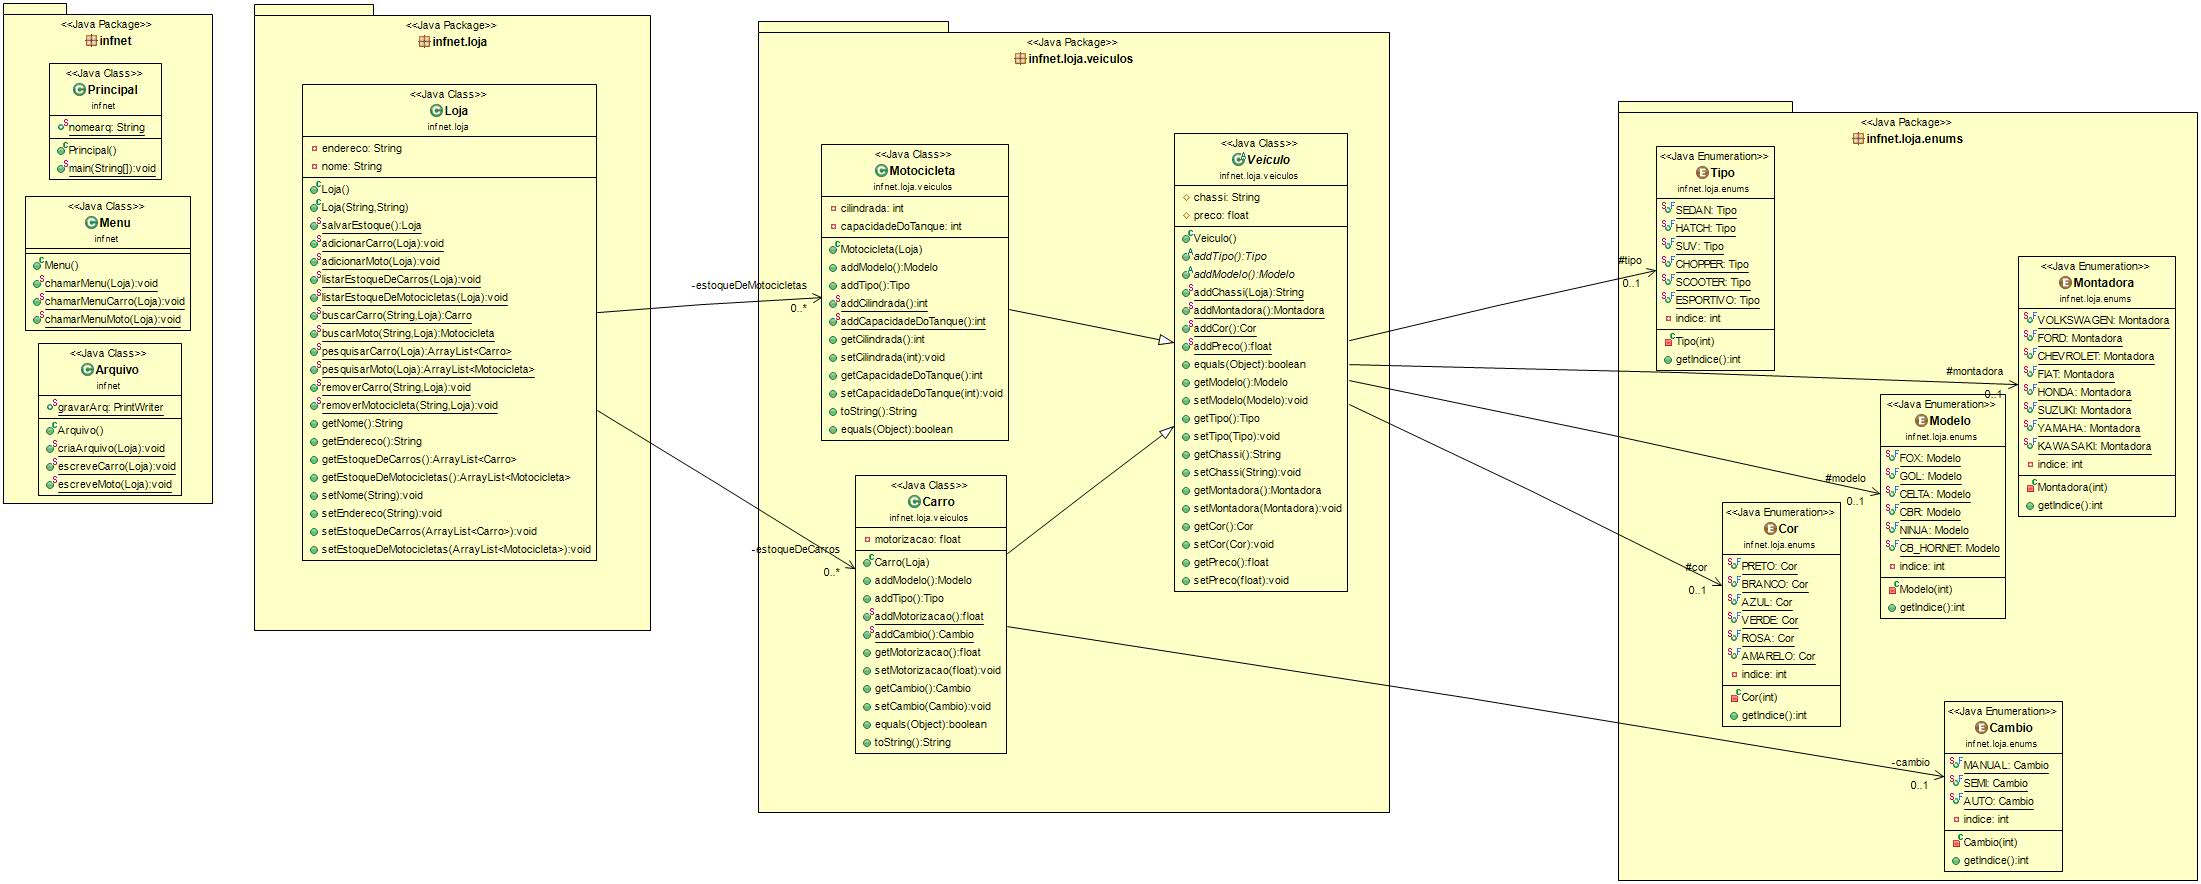 <<Java Package>>
infnet
<<Java Class>>
Principal
infnet
nomearq: String
Principal()
main(String[]):void
<<Java Class>>
Menu
infnet
Menu()
chamarMenu(Loja):void
chamarMenuCarro(Loja):void
chamarMenuMoto(Loja):void
<<Java Class>>
Arquivo
infnet
gravarArq: PrintWriter
Arquivo()
criaArquivo(Loja):void
escreveCarro(Loja):void
escreveMoto(Loja):void
<<Java Package>>
infnet.loja
<<Java Class>>
Loja
infnet.loja
endereco: String
nome: String
Loja()
Loja(String,String)
salvarEstoque():Loja
adicionarCarro(Loja):void
adicionarMoto(Loja):void
listarEstoqueDeCarros(Loja):void
listarEstoqueDeMotocicletas(Loja):void
buscarCarro(String,Loja):Carro
buscarMoto(String,Loja):Motocicleta
pesquisarCarro(Loja):ArrayList<Carro>
pesquisarMoto(Loja):ArrayList<Motocicleta>
removerCarro(String,Loja):void
removerMotocicleta(String,Loja):void
getNome():String
getEndereco():String
getEstoqueDeCarros():ArrayList<Carro>
getEstoqueDeMotocicletas():ArrayList<Motocicleta>
setNome(String):void
setEndereco(String):void
setEstoqueDeCarros(ArrayList<Carro>):void
setEstoqueDeMotocicletas(ArrayList<Motocicleta>):void
-estoqueDeMotocicletas
0..*
-estoqueDeCarros
0..*
<<Java Package>>
infnet.loja.veiculos
<<Java Class>>
Motocicleta
infnet.loja.veiculos
cilindrada: int
capacidadeDoTanque: int
Motocicleta(Loja)
addModelo():Modelo
addTipo():Tipo
addCilindrada():int
addCapacidadeDoTanque():int
getCilindrada():int
setCilindrada(int):void
getCapacidadeDoTanque():int
setCapacidadeDoTanque(int):void
toString():String
equals(Object):boolean
<<Java Class>>
Carro
infnet.loja.veiculos
motorizacao: float
Carro(Loja)
addModelo():Modelo
addTipo():Tipo
addMotorizacao():float
addCambio():Cambio
getMotorizacao():float
setMotorizacao(float):void
getCambio():Cambio
setCambio(Cambio):void
equals(Object):boolean
toString():String
<<Java Class>>
Veiculo
infnet.loja.veiculos
chassi: String
preco: float
Veiculo()
addTipo():Tipo
addModelo():Modelo
addChassi(Loja):String
addMontadora():Montadora
addCor():Cor
addPreco():float
equals(Object):boolean
getModelo():Modelo
setModelo(Modelo):void
getTipo():Tipo
setTipo(Tipo):void
getChassi():String
setChassi(String):void
getMontadora():Montadora
setMontadora(Montadora):void
getCor():Cor
setCor(Cor):void
getPreco():float
setPreco(float):void
#tipo
0..1
#montadora
0..1
#modelo
0..1
#cor
0..1
-cambio
0..1
<<Java Package>>
infnet.loja.enums
<<Java Enumeration>>
Tipo
infnet.loja.enums
SEDAN: Tipo
HATCH: Tipo
SUV: Tipo
CHOPPER: Tipo
SCOOTER: Tipo
ESPORTIVO: Tipo
indice: int
Tipo(int)
getIndice():int
<<Java Enumeration>>
Montadora
infnet.loja.enums
VOLKSWAGEN: Montadora
FORD: Montadora
CHEVROLET: Montadora
FIAT: Montadora
HONDA: Montadora
SUZUKI: Montadora
YAMAHA: Montadora
KAWASAKI: Montadora
indice: int
Montadora(int)
getIndice():int
<<Java Enumeration>>
Modelo
infnet.loja.enums
FOX: Modelo
GOL: Modelo
CELTA: Modelo
CBR: Modelo
NINJA: Modelo
CB_HORNET: Modelo
indice: int
Modelo(int)
getIndice():int
<<Java Enumeration>>
Cor
infnet.loja.enums
PRETO: Cor
BRANCO: Cor
AZUL: Cor
VERDE: Cor
ROSA: Cor
AMARELO: Cor
indice: int
Cor(int)
getIndice():int
<<Java Enumeration>>
Cambio
infnet.loja.enums
MANUAL: Cambio
SEMI: Cambio
AUTO: Cambio
indice: int
Cambio(int)
getIndice():int